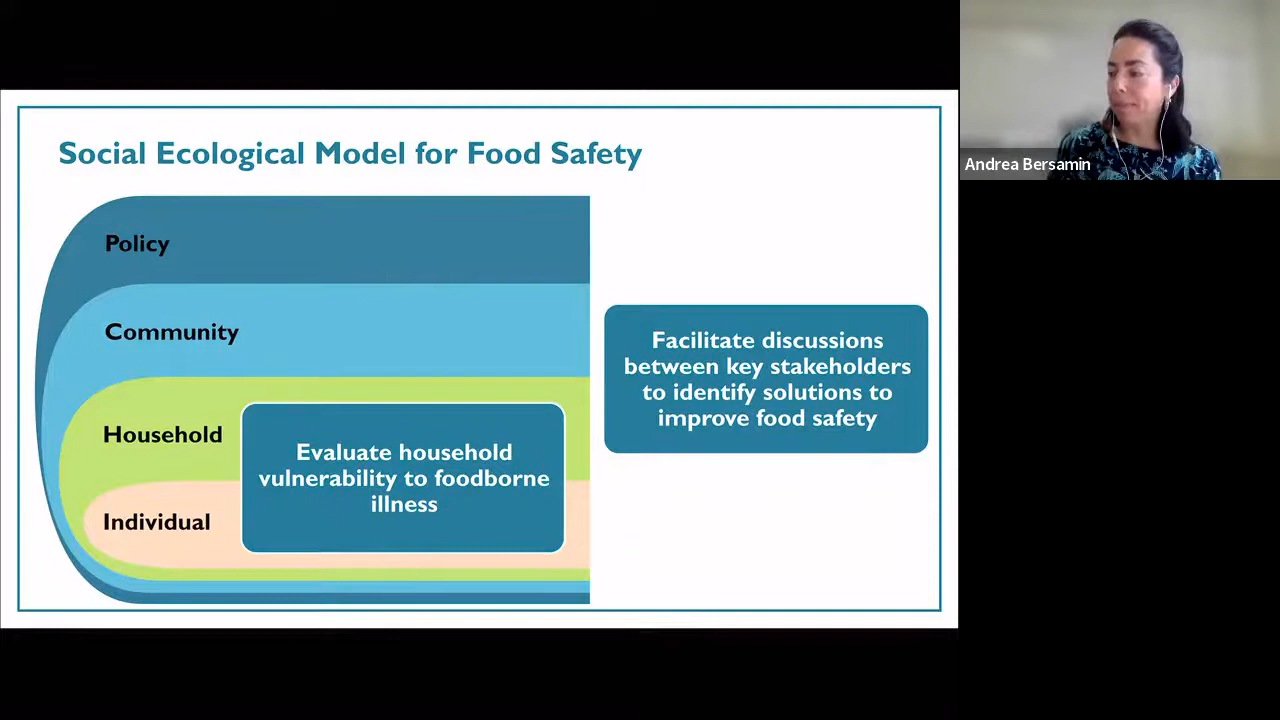 Social Ecological Model for Food Safety
Policy
Community
Household
Individual
Evaluate household
vulnerability to foodborne
illness
Facilitate discussions
between key stakeholders
to identify solutions to
improve food safety
Andrea Bersamin